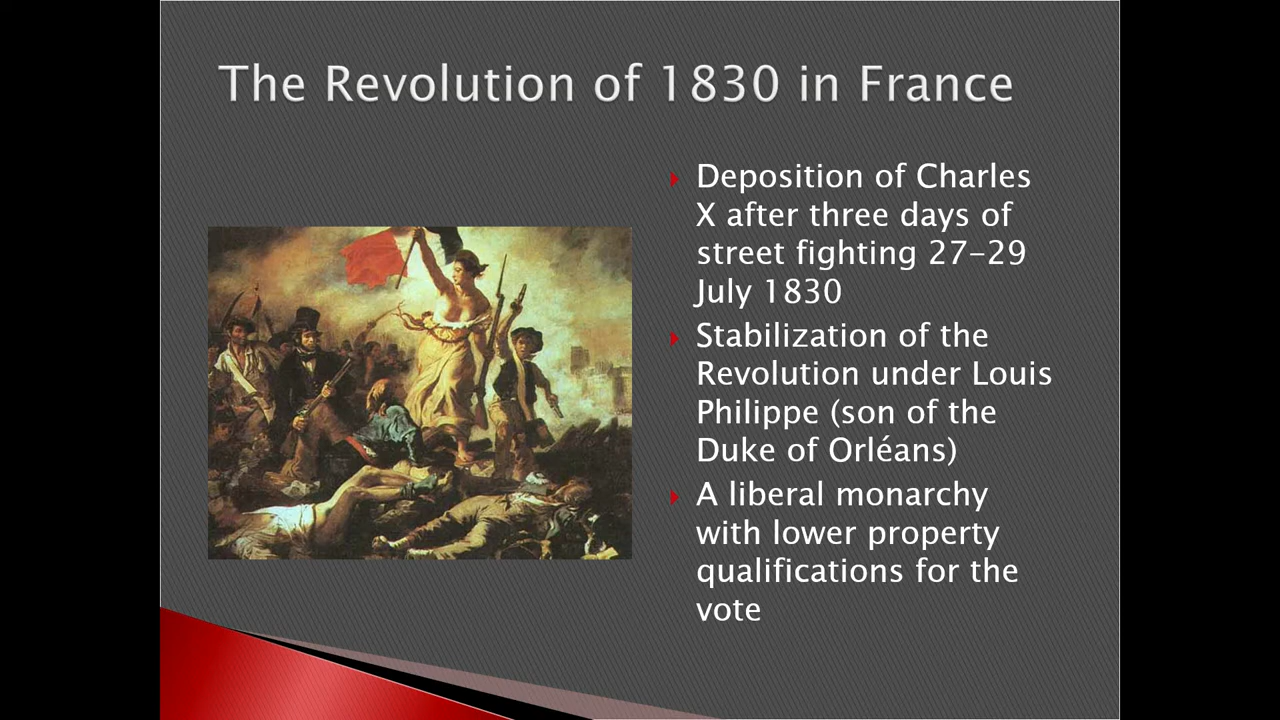 The Revolution of 1830 in France
Deposition of Charles
X after three days of
street fighting 27-29
July 1830
Stabilization of the
Revolution under Louis
Philippe (son of the
Duke of Orléans)
A liberal monarchy
with lower property
qualifications for the
vote